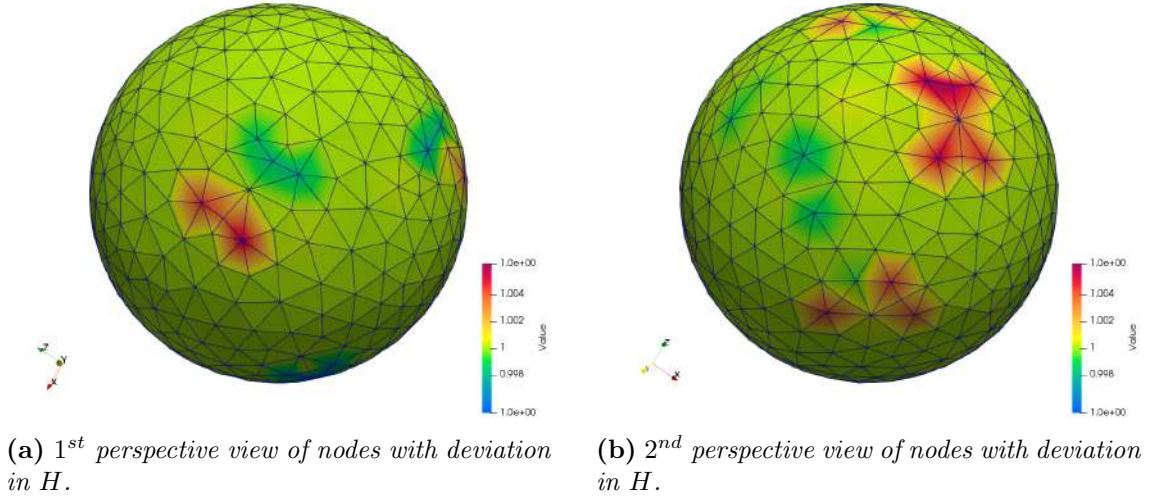 1.0e+00
1.004
1.002
1
0.998
1.0e+00
Value
Z
Y
X
1.0e+00
1.004
1.002
1
0.998
1.0e+00
Value
Z
X
(a) 1st perspective view of nodes with deviation
in H.
(b) 2nd perspective view of nodes with deviation
in H.